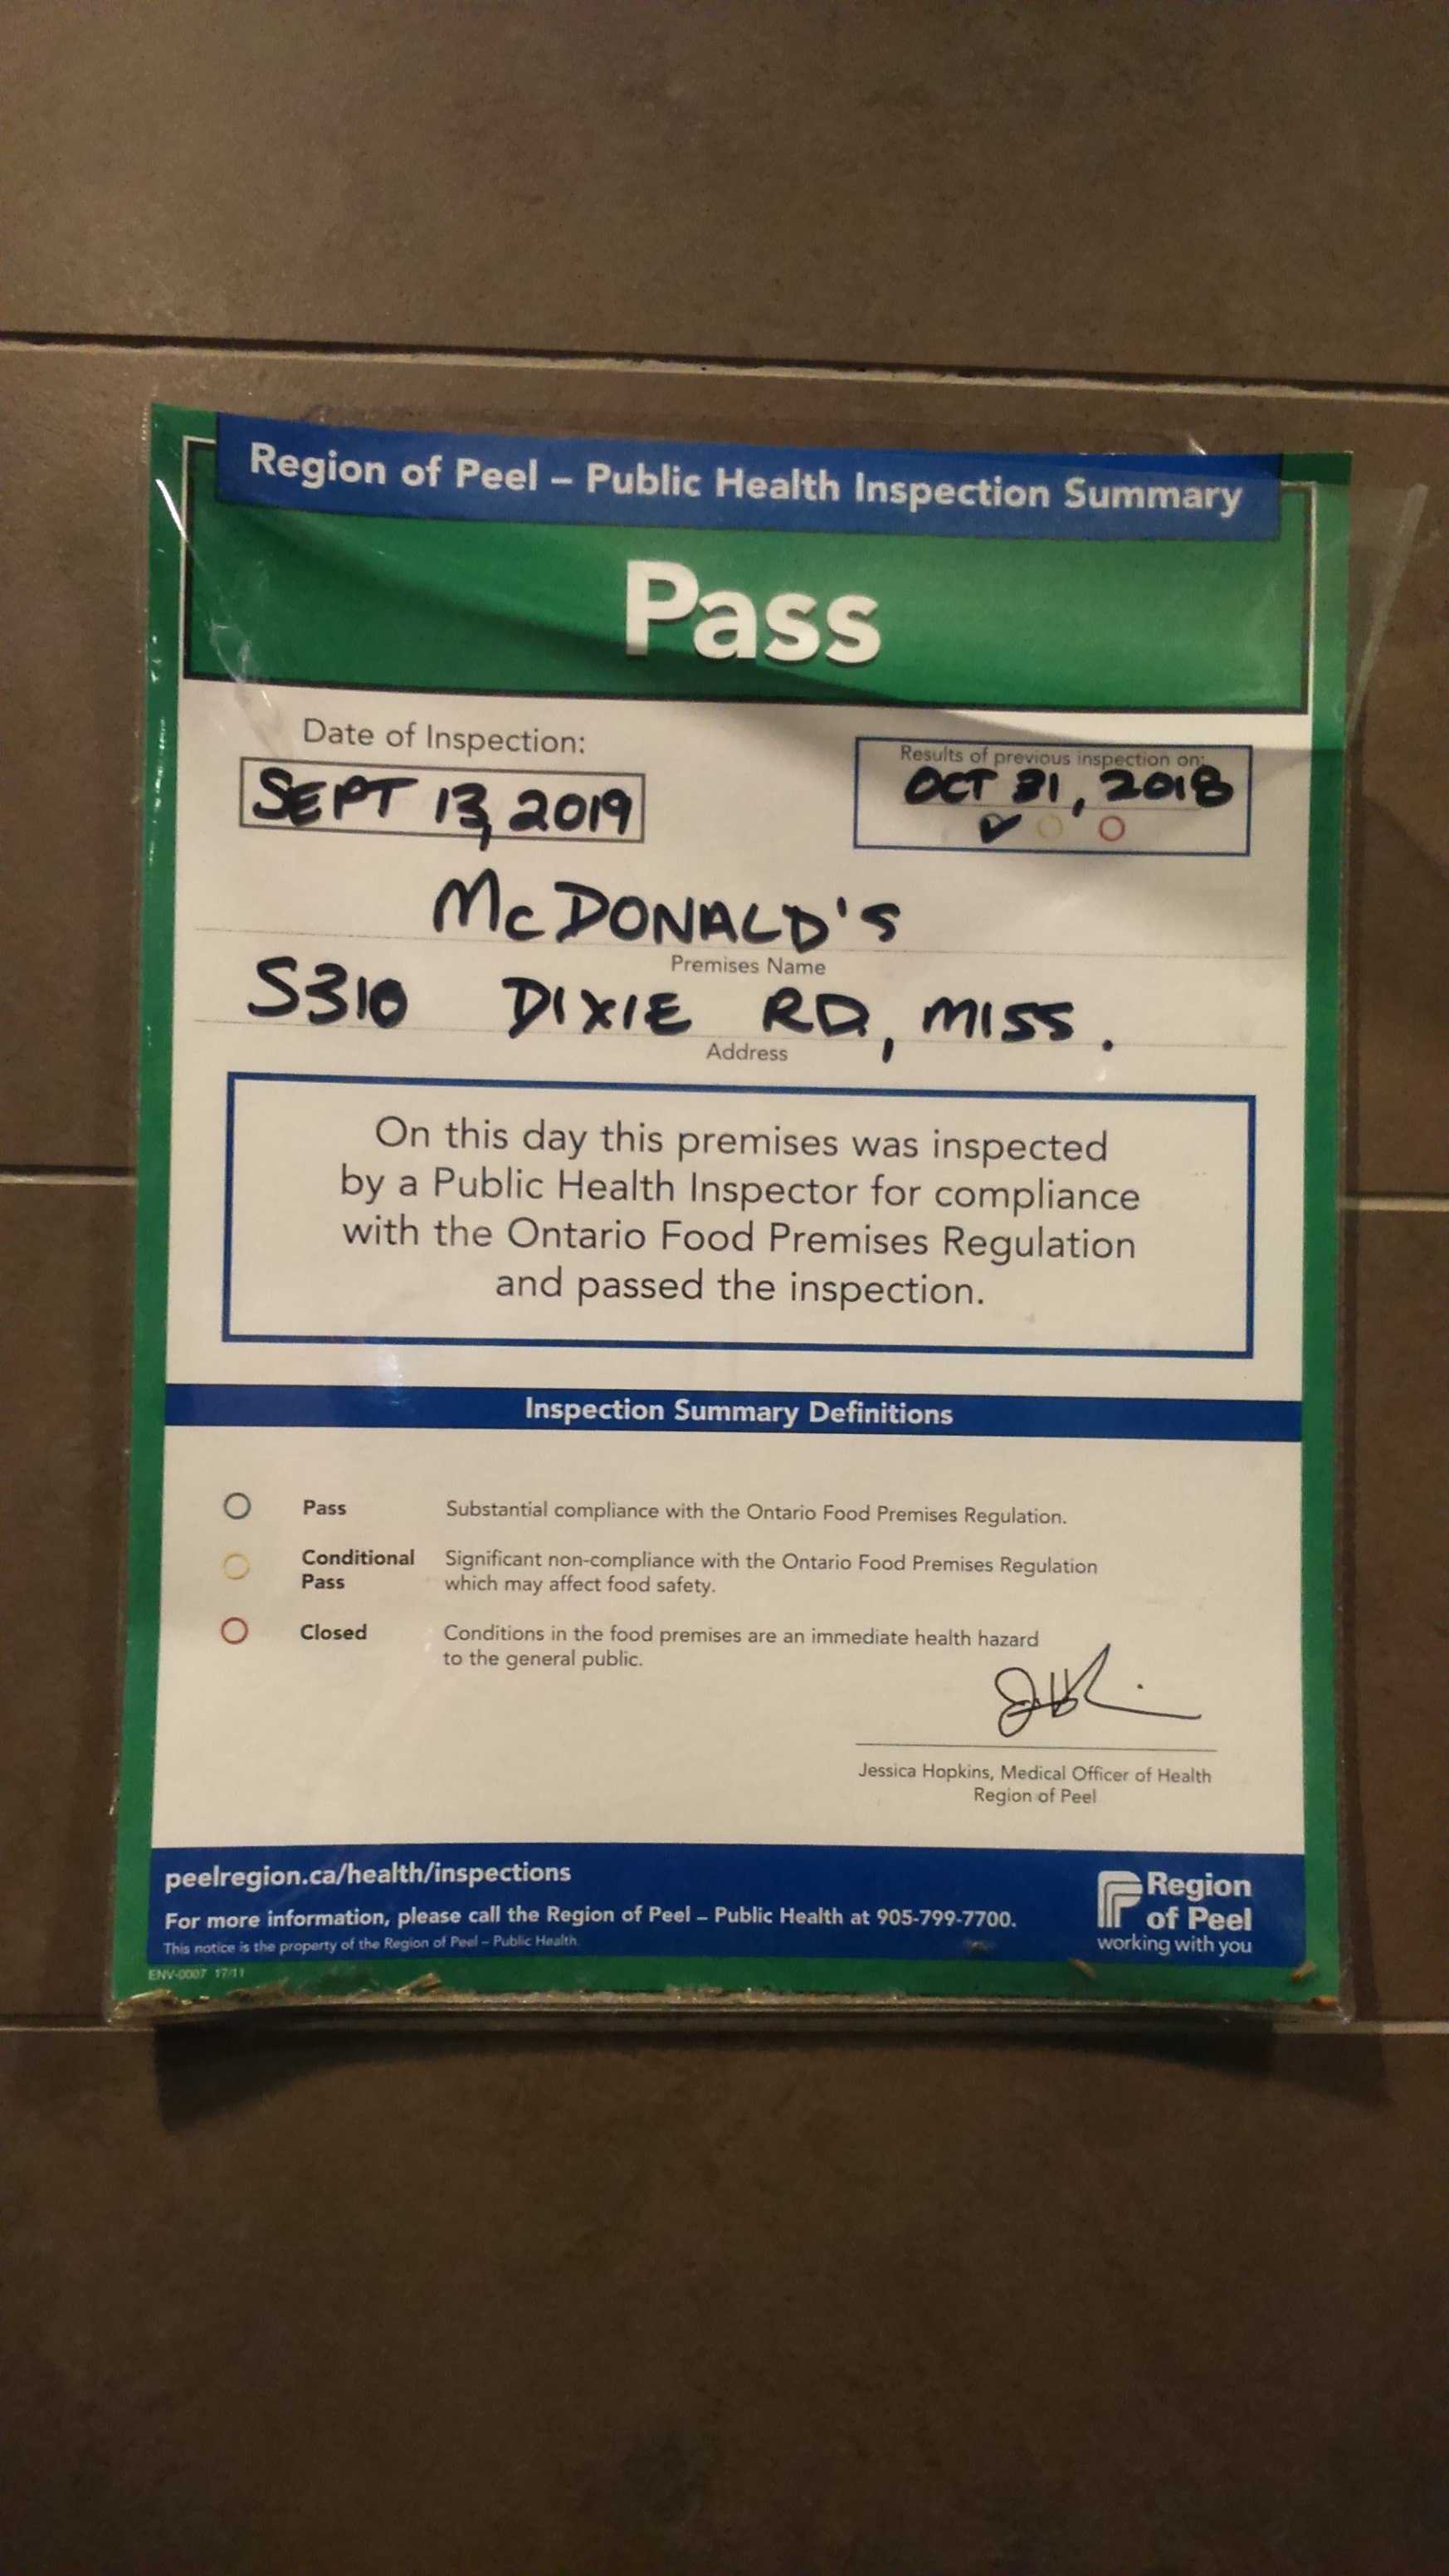 Region of Peel – Public Health Inspection Summary
Pass
Date of Inspection:
SEPT 13, 2019
Results of previous inspection on:
OCT 31, 2018
McDONALD'S
Premises Name
5310 DIXIE RD, MISS.
Address
On this day this premises was inspected
by a Public Health Inspector for compliance
with the Ontario Food Premises Regulation
and passed the inspection.
Inspection Summary Definitions
Pass Substantial compliance with the Ontario Food Premises Regulation.
Conditional Pass Significant non-compliance with the Ontario Food Premises Regulation
which may affect food safety.
Closed Conditions in the food premises are an immediate health hazard
to the general public.
Jessica Hopkins, Medical Officer of Health
Region of Peel
peelregion.ca/health/inspections
For more information, please call the Region of Peel – Public Health at 905-799-7700.
This notice is the property of the Region of Peel – Public Health.
Region
of Peel
working with you
ENV-0007 17/11